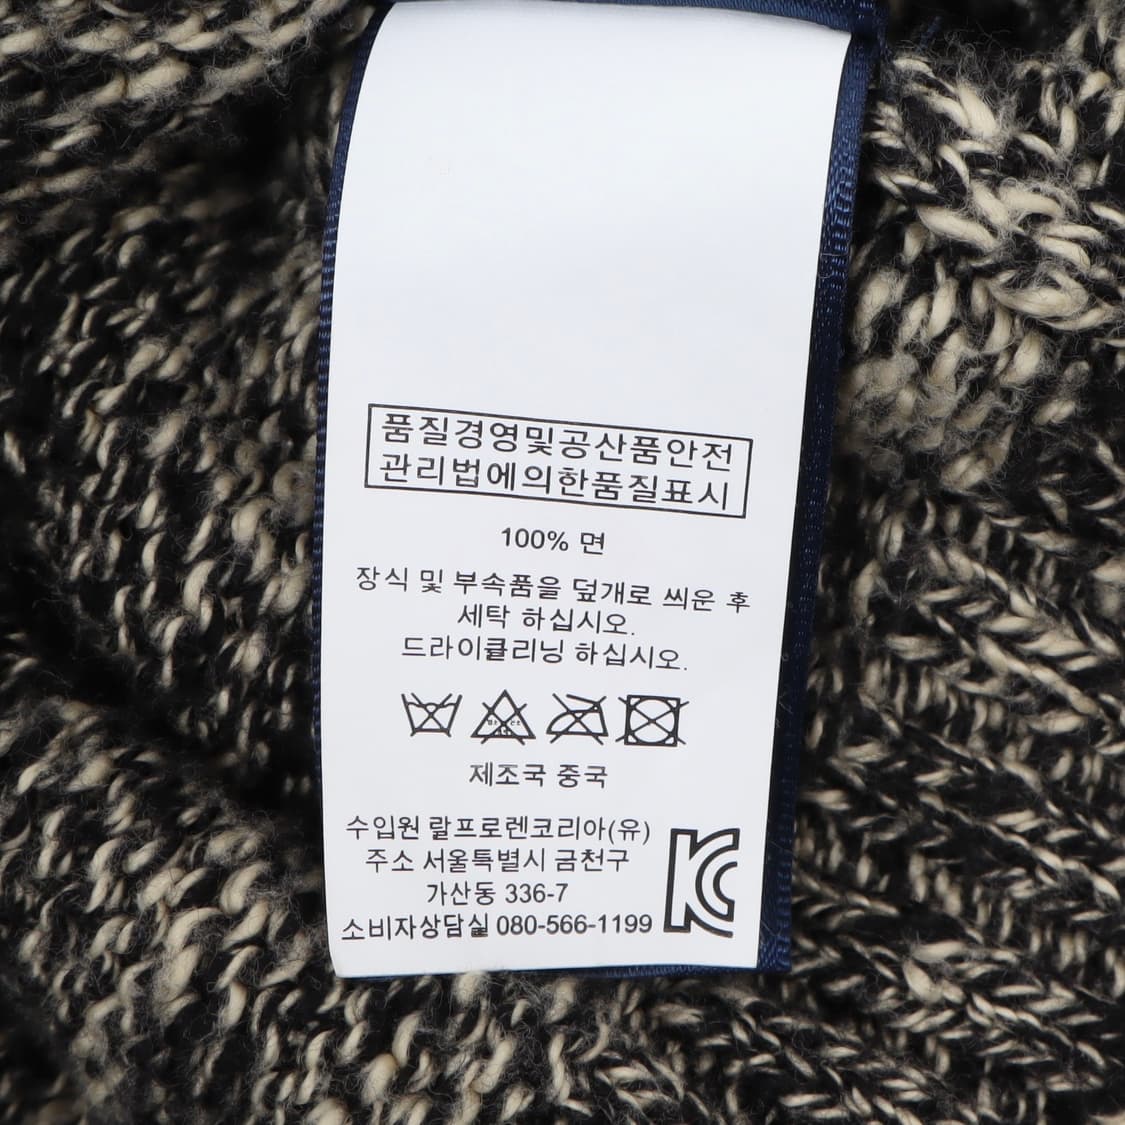 품질경영및공산품안전
관리법에의한품질표시
100% 면
장식 및 부속품을 덮개로 씌운 후
세탁 하십시오.
드라이클리닝 하십시오.
제조국 중국
수입원 랄프로렌코리아(유)
주소 서울특별시 금천구
가산동 336-7
소비자상담실 080-566-1199
KC